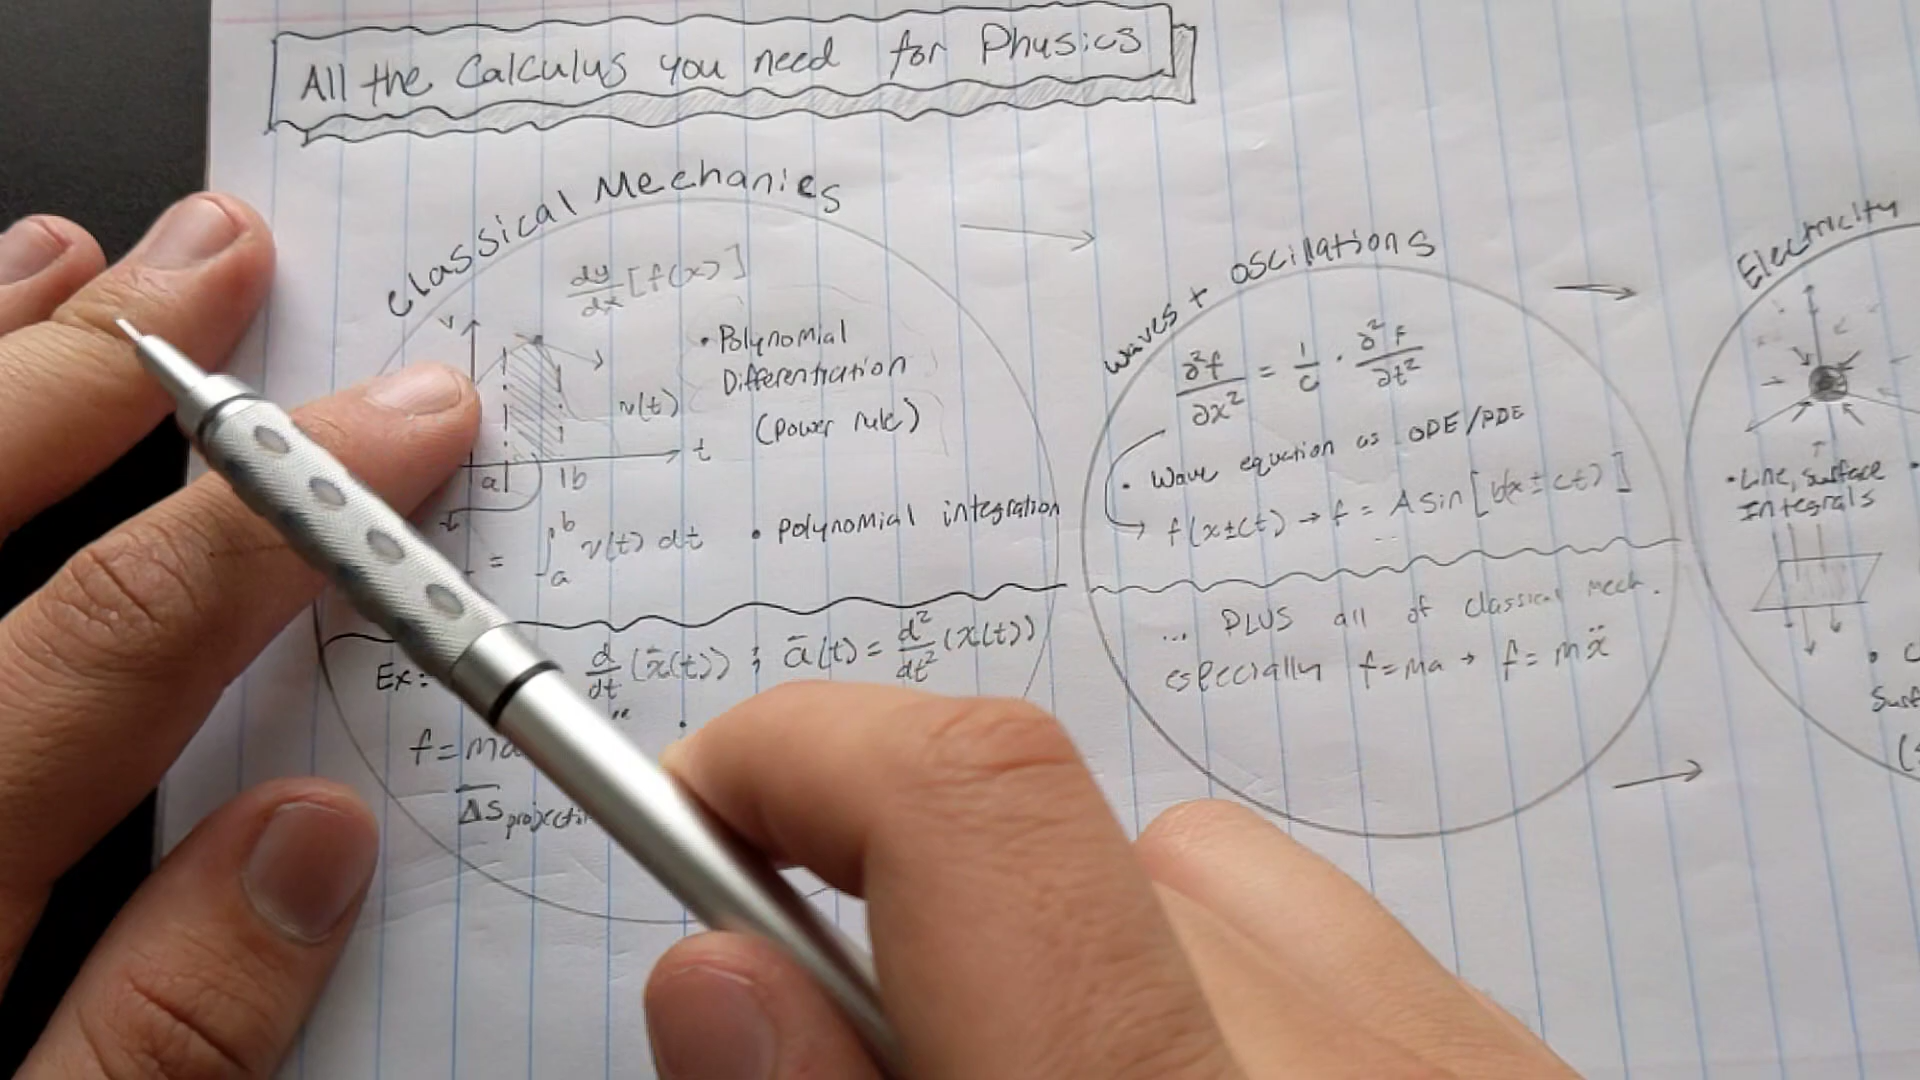 All the Calculus you need for Physics
Classical Mechanics
dy/dx [f(x)]
v
• Polynomial
Differentiation
(power rule)
v(t)
t
a b
= ∫_a^b v(t) dt • polynomial integration
Ex: d/dt (x̄(t)) ; ā(t) = d²/dt² (x(t))
f = ma
Δs
Waves + Oscillations
∂²f/∂x² = 1/c · ∂²f/∂t²
• Wave equation as ODE/PDE
f(x±ct) → f = A sin[b(x ± ct)]
... PLUS all of classical mech.
especially f=ma → f = mẍ
Electricity
• Line, surface
Integrals